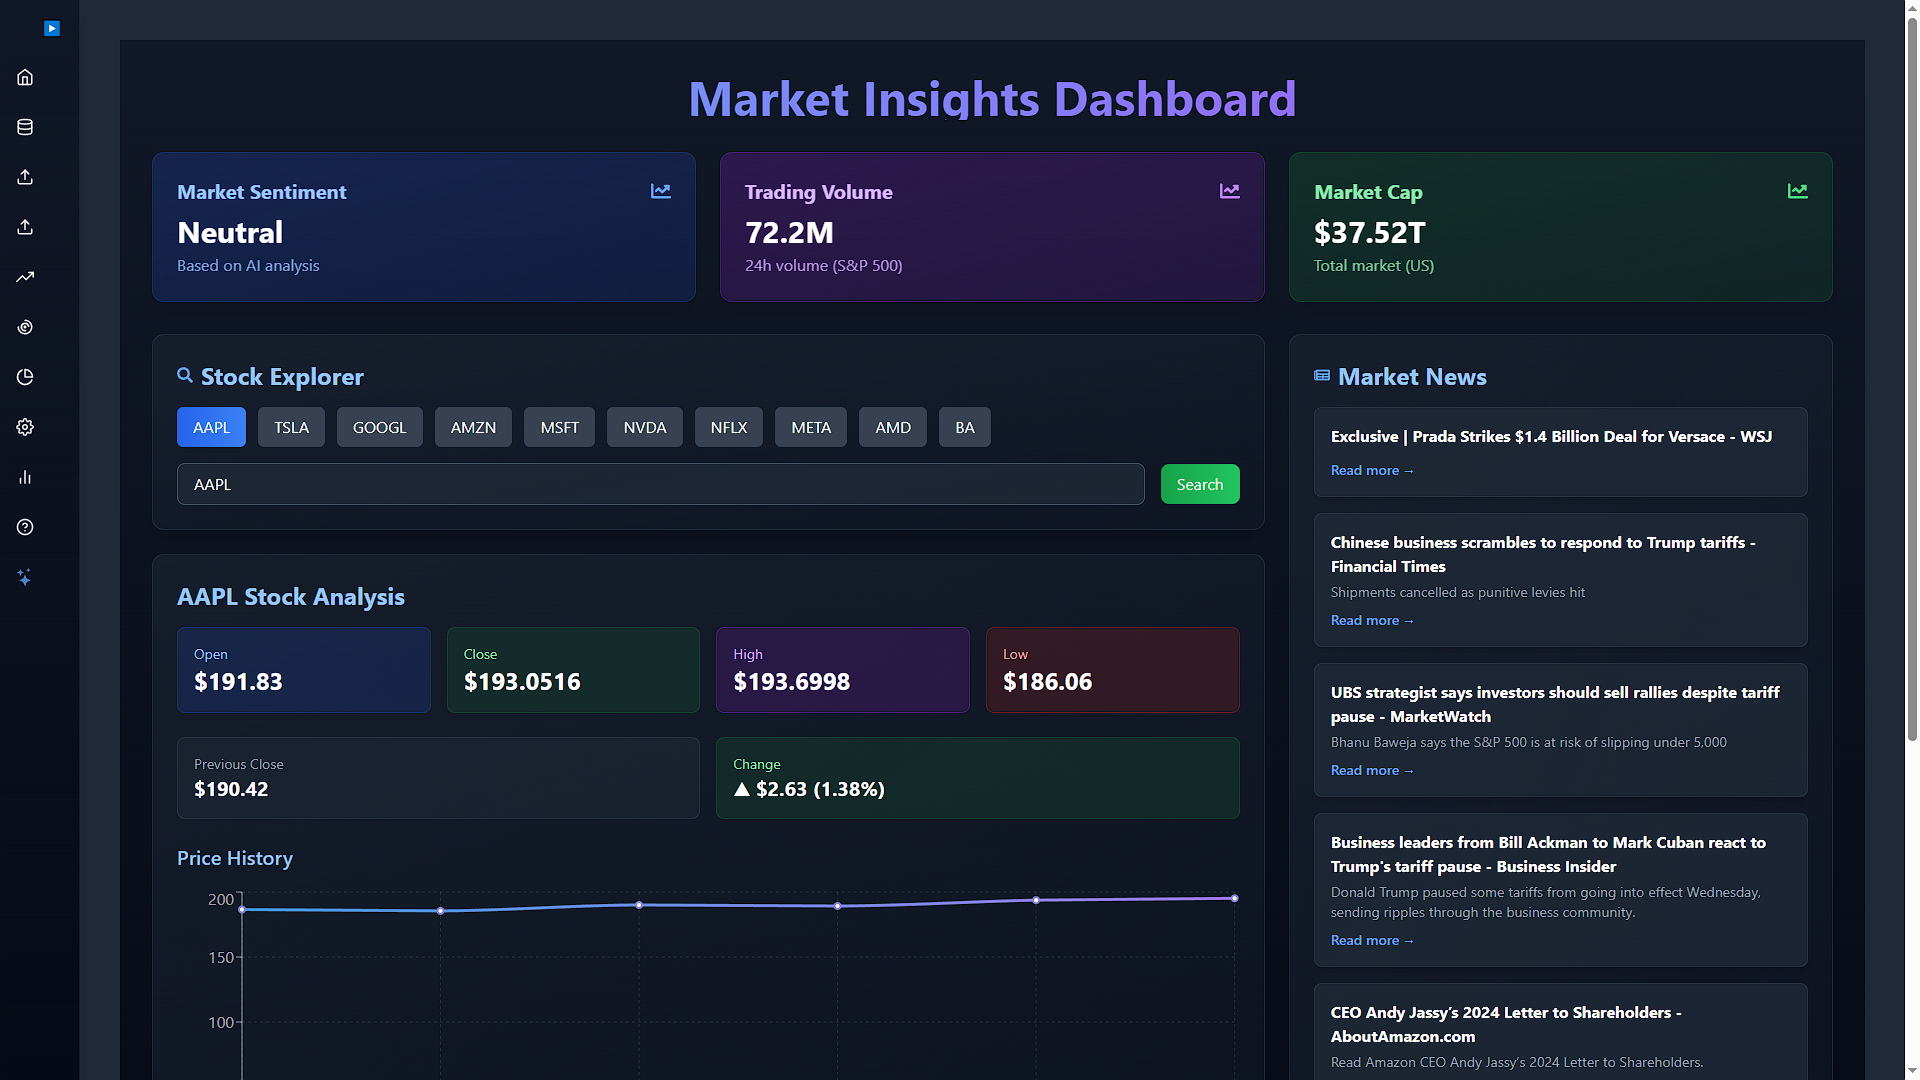 Market Insights Dashboard
Market Sentiment
Neutral
Based on AI analysis
Trading Volume
72.2M
24h volume (S&P 500)
Market Cap
$37.52T
Total market (US)
Stock Explorer
AAPL TSLA GOOGL AMZN MSFT NVDA NFLX META AMD BA
AAPL
Search
AAPL Stock Analysis
Open
$191.83
Close
$193.0516
High
$193.6998
Low
$186.06
Previous Close
$190.42
Change
▲ $2.63 (1.38%)
Price History
200
150
100
Market News
Exclusive | Prada Strikes $1.4 Billion Deal for Versace - WSJ
Read more →
Chinese business scrambles to respond to Trump tariffs -
Financial Times
Shipments cancelled as punitive levies hit
Read more →
UBS strategist says investors should sell rallies despite tariff
pause - MarketWatch
Bhanu Baweja says the S&P 500 is at risk of slipping under 5,000
Read more →
Business leaders from Bill Ackman to Mark Cuban react to
Trump's tariff pause - Business Insider
Donald Trump paused some tariffs from going into effect Wednesday,
sending ripples through the business community.
Read more →
CEO Andy Jassy’s 2024 Letter to Shareholders -
AboutAmazon.com
Read Amazon CEO Andy Jassy’s 2024 Letter to Shareholders.